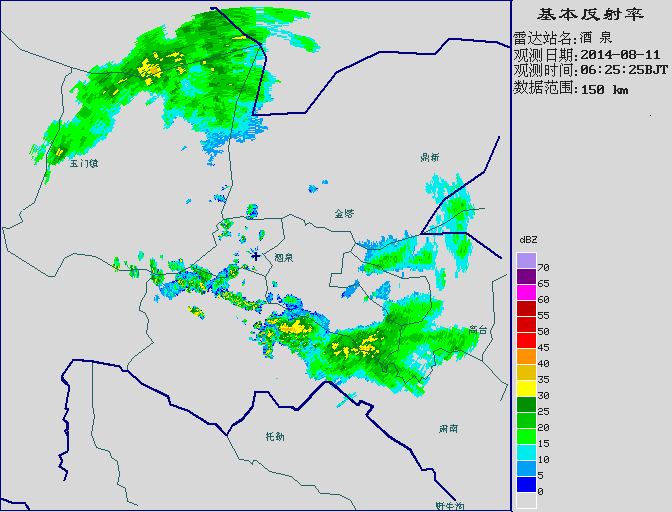 基本反射率
雷达站名:酒 泉
观测日期:2014-08-11
观测时间:06:25:25BJT
数据范围:150 km
鼎新
玉门镇
金塔
酒泉
高台
托勒
肃南
野牛沟
dBZ
70
65
60
55
50
45
40
35
30
25
20
15
10
5
0